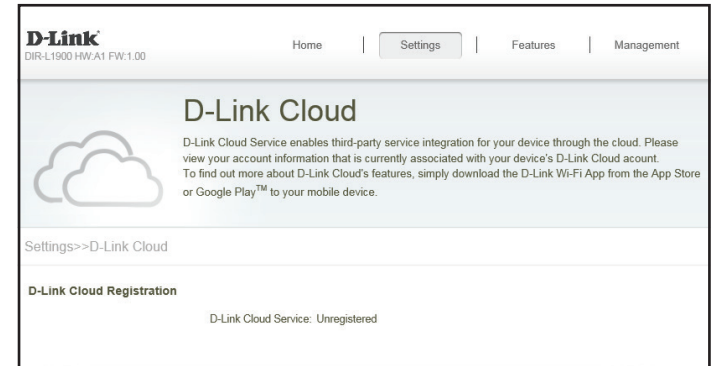 D-Link
DIR-L1900 HW:A1 FW:1.00
Home | Settings | Features | Management
D-Link Cloud
D-Link Cloud Service enables third-party service integration for your device through the cloud. Please
view your account information that is currently associated with your device's D-Link Cloud acount.
To find out more about D-Link Cloud's features, simply download the D-Link Wi-Fi App from the App Store
or Google Play™ to your mobile device.
Settings>>D-Link Cloud
D-Link Cloud Registration
D-Link Cloud Service: Unregistered